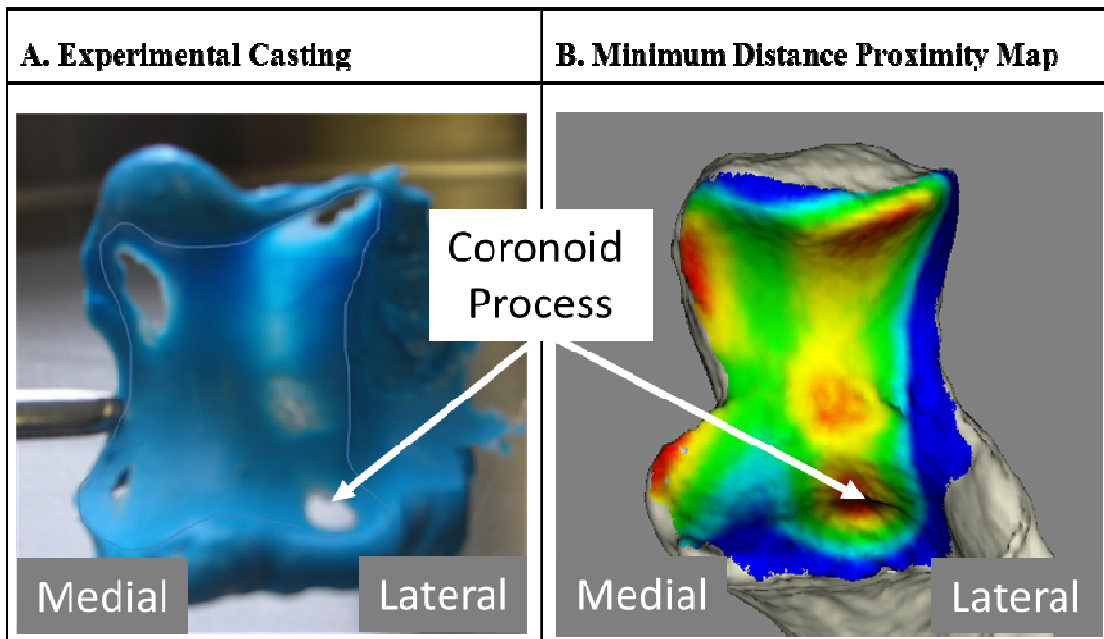 A. Experimental Casting
B. Minimum Distance Proximity Map
Coronoid
Process
Medial
Lateral
Medial
Lateral